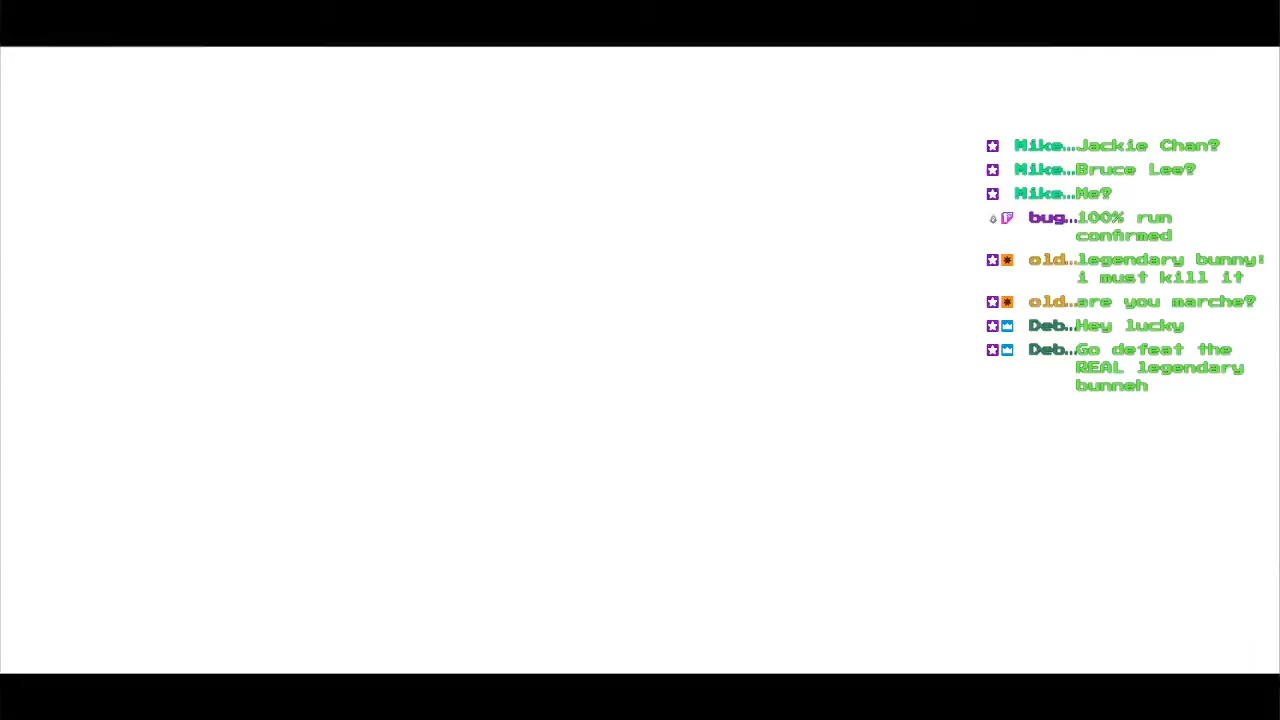 Mike...Jackie Chan?
Mike...Bruce Lee?
Mike...Me?
bug...100% run
confirmed
old...legendary bunny:
i must kill it
old...are you marche?
Deb...Hey lucky
Deb...Go defeat the
REAL legendary
bunneh